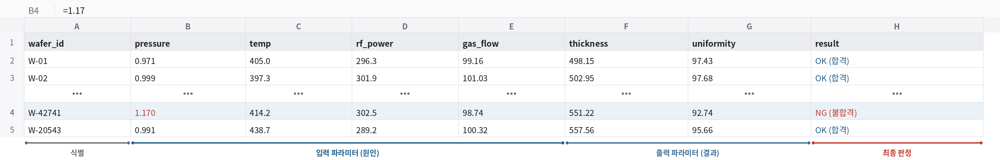 B4 =1.17
A B C D E F G H
1 wafer_id pressure temp rf_power gas_flow thickness uniformity result
2 W-01 0.971 405.0 296.3 99.16 498.15 97.43 OK (합격)
3 W-02 0.999 397.3 301.9 101.03 502.95 97.68 OK (합격)
••• ••• ••• ••• ••• ••• ••• •••
4 W-42741 1.170 414.2 302.5 98.74 551.22 92.74 NG (불합격)
5 W-20543 0.991 438.7 289.2 100.32 557.56 95.66 OK (합격)
식별 입력 파라미터 (원인) 출력 파라미터 (결과) 최종 판정